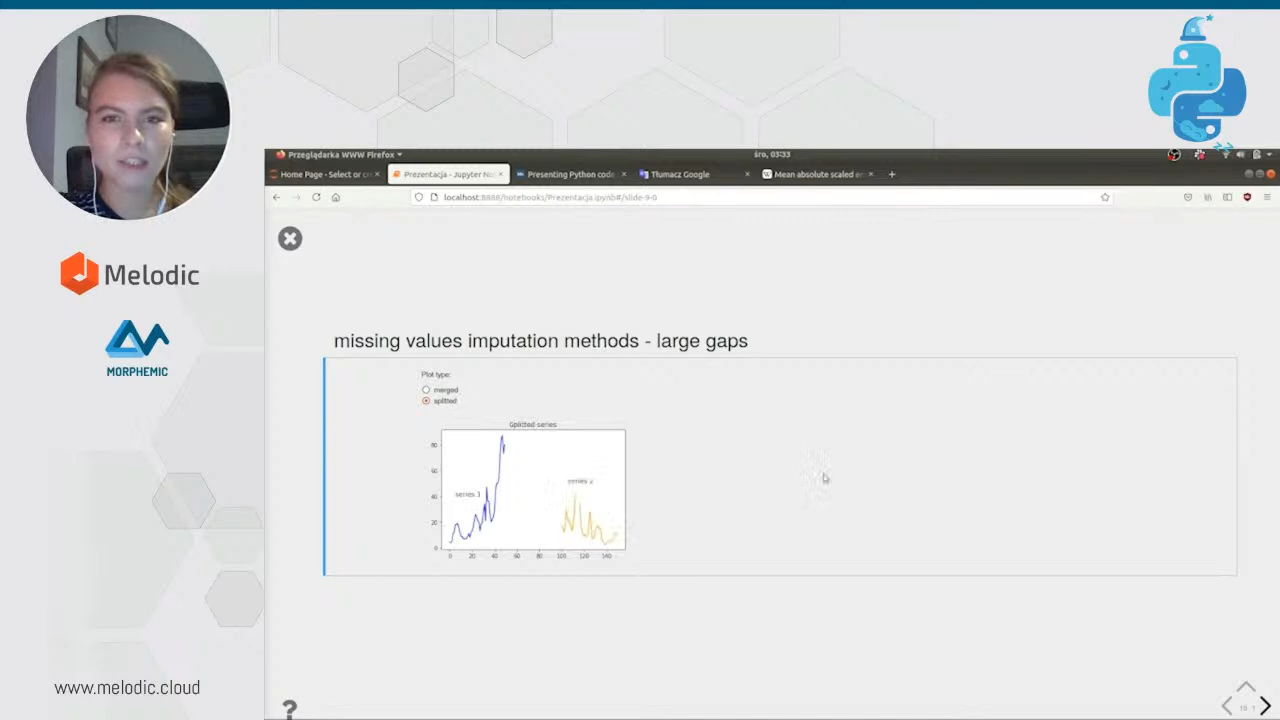 Przeglądarka WWW Firefox
śro, 03:33
Home Page - Select or cr
Prezentacja - Jupyter No
Presenting Python code
Tłumacz Google
Mean absolute scaled er
localhost:8888/notebooks/Prezentacja.ipynb#/slide-9-0
Melodic
MORPHEMIC
missing values imputation methods - large gaps
Plot type:
merged
splitted
Splitted series
80
60
40
20
0
series 1
series 2
0 20 40 60 80 100 120 140
www.melodic.cloud
?